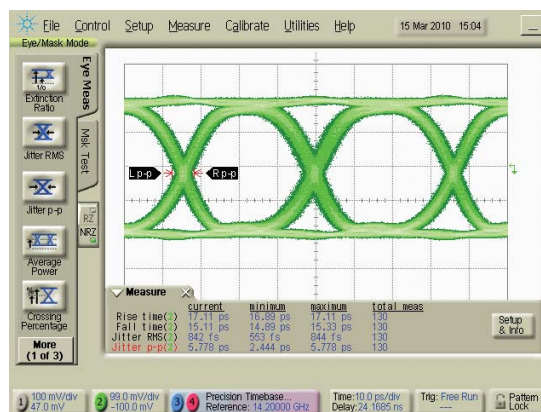 File Control Setup Measure Calibrate Utilities Help 15 Mar 2010 15:04
Eye/Mask Mode
Eye Meas
Msk Test
RZ
NRZ
1/0
Extinction
Ratio
Jitter RMS
Jitter p-p
Average
Power
Crossing
Percentage
More
(1 of 3)
L p-p
R p-p
Measure
current minimum maximum total meas
Rise time(2) 17.11 ps 16.89 ps 17.11 ps 130
Fall time(2) 15.11 ps 14.89 ps 15.33 ps 130
Jitter RMS(2) 842 fs 553 fs 844 fs 130
Jitter p-p(2) 5.778 ps 2.444 ps 5.778 ps 130
Setup
& Info
1 100 mV/div
47.0 mV
2 99.0 mV/div
-100.0 mV
3 4 Precision Timebase...
Reference: 14.20000 GHz
Time:10.0 ps/div
Delay:24.1685 ns
Trig: Free Run
---
Pattern
Lock